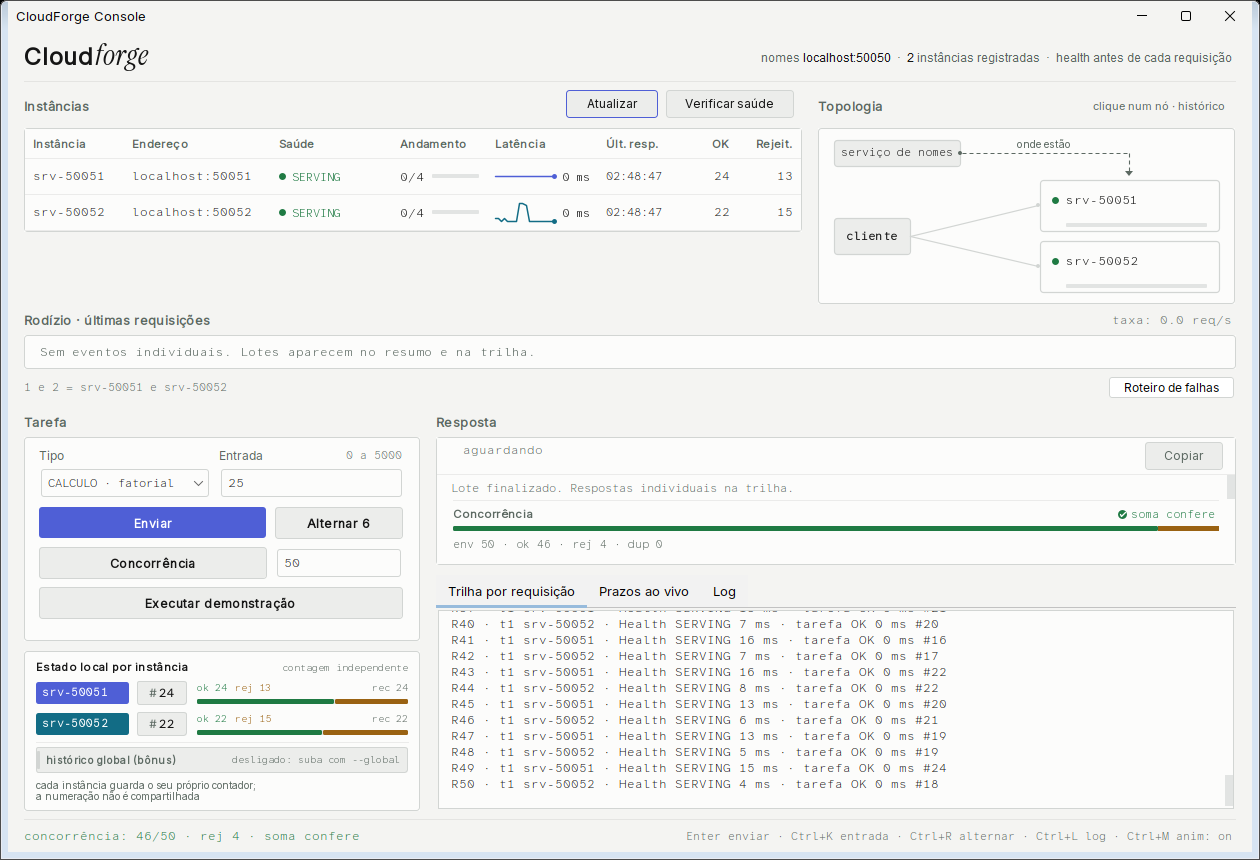 CloudForge Console
Cloudforge
nomes localhost:50050 · 2 instâncias registradas · health antes de cada requisição
Instâncias
Atualizar
Verificar saúde
Instância Endereço Saúde Andamento Latência Últ. resp. OK Rejeit.
srv-50051 localhost:50051 SERVING 0/4 0 ms 02:48:47 24 13
srv-50052 localhost:50052 SERVING 0/4 0 ms 02:48:47 22 15
Topologia
clique num nó · histórico
serviço de nomes
onde estão
srv-50051
cliente
srv-50052
Rodízio · últimas requisições
taxa: 0.0 req/s
Sem eventos individuais. Lotes aparecem no resumo e na trilha.
1 e 2 = srv-50051 e srv-50052
Roteiro de falhas
Tarefa
Tipo
Entrada
0 a 5000
CALCULO · fatorial
25
Enviar
Alternar 6
Concorrência
50
Executar demonstração
Estado local por instância
contagem independente
srv-50051 #24 ok 24 rej 13 rec 24
srv-50052 #22 ok 22 rej 15 rec 22
histórico global (bônus) desligado: suba com --global
cada instância guarda o seu próprio contador;
a numeração não é compartilhada
Resposta
aguardando
Copiar
Lote finalizado. Respostas individuais na trilha.
Concorrência
soma confere
env 50 · ok 46 · rej 4 · dup 0
Trilha por requisição Prazos ao vivo Log
R40 · t1 srv-50052 · Health SERVING 7 ms · tarefa OK 0 ms #20
R41 · t1 srv-50051 · Health SERVING 16 ms · tarefa OK 0 ms #16
R42 · t1 srv-50052 · Health SERVING 7 ms · tarefa OK 0 ms #17
R43 · t1 srv-50051 · Health SERVING 16 ms · tarefa OK 0 ms #22
R44 · t1 srv-50052 · Health SERVING 8 ms · tarefa OK 0 ms #22
R45 · t1 srv-50051 · Health SERVING 13 ms · tarefa OK 0 ms #20
R46 · t1 srv-50052 · Health SERVING 6 ms · tarefa OK 0 ms #21
R47 · t1 srv-50051 · Health SERVING 13 ms · tarefa OK 0 ms #19
R48 · t1 srv-50052 · Health SERVING 5 ms · tarefa OK 0 ms #19
R49 · t1 srv-50051 · Health SERVING 15 ms · tarefa OK 0 ms #24
R50 · t1 srv-50052 · Health SERVING 4 ms · tarefa OK 0 ms #18
concorrência: 46/50 · rej 4 · soma confere
Enter enviar · Ctrl+K entrada · Ctrl+R alternar · Ctrl+L log · Ctrl+M anim: on